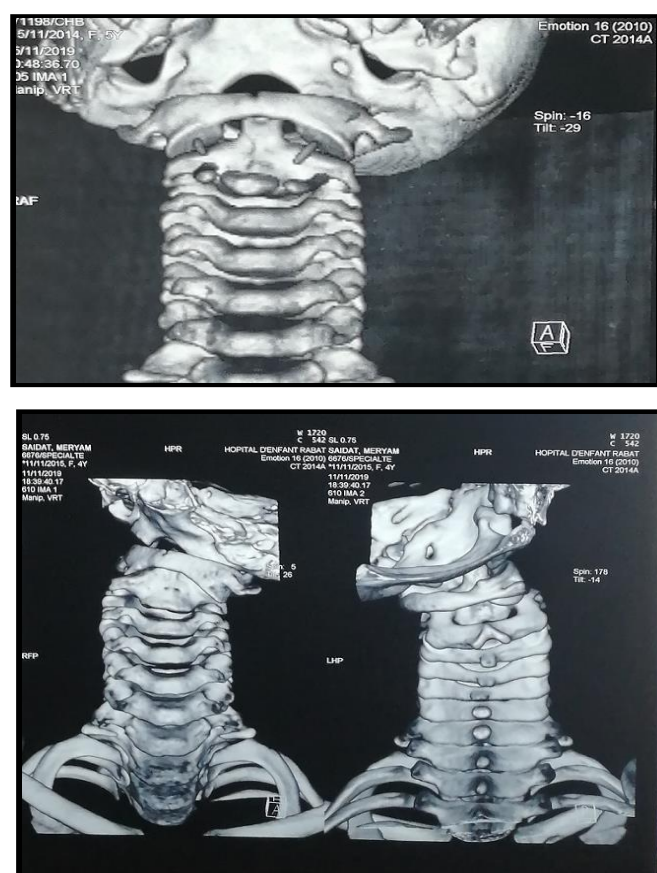 /1198/CHB
5/11/2014, F, 5Y
5/11/2019
0:48:36.70
05 IMA 1
anip, VRT
Emotion 16 (2010)
CT 2014A
Spin: -16
Tilt: -29
RAF
A
F
SL 0.75
SAIDAT, MERYAM
6676/SPECIALTE
*11/11/2015, F, 4Y
11/11/2019
18:39:40.17
610 IMA 1
Manip, VRT
HPR
W 1720
C 542
HOPITAL D'ENFANT RABAT
Emotion 16 (2010)
CT 2014A
5
26
RFP
SL 0.75
SAIDAT, MERYAM
6676/SPECIALTE
*11/11/2015, F, 4Y
11/11/2019
18:39:40.17
610 IMA 2
Manip, VRT
HPR
W 1720
C 542
HOPITAL D'ENFANT RABAT
Emotion 16 (2010)
CT 2014A
Spin: 178
Tilt: -14
LHP